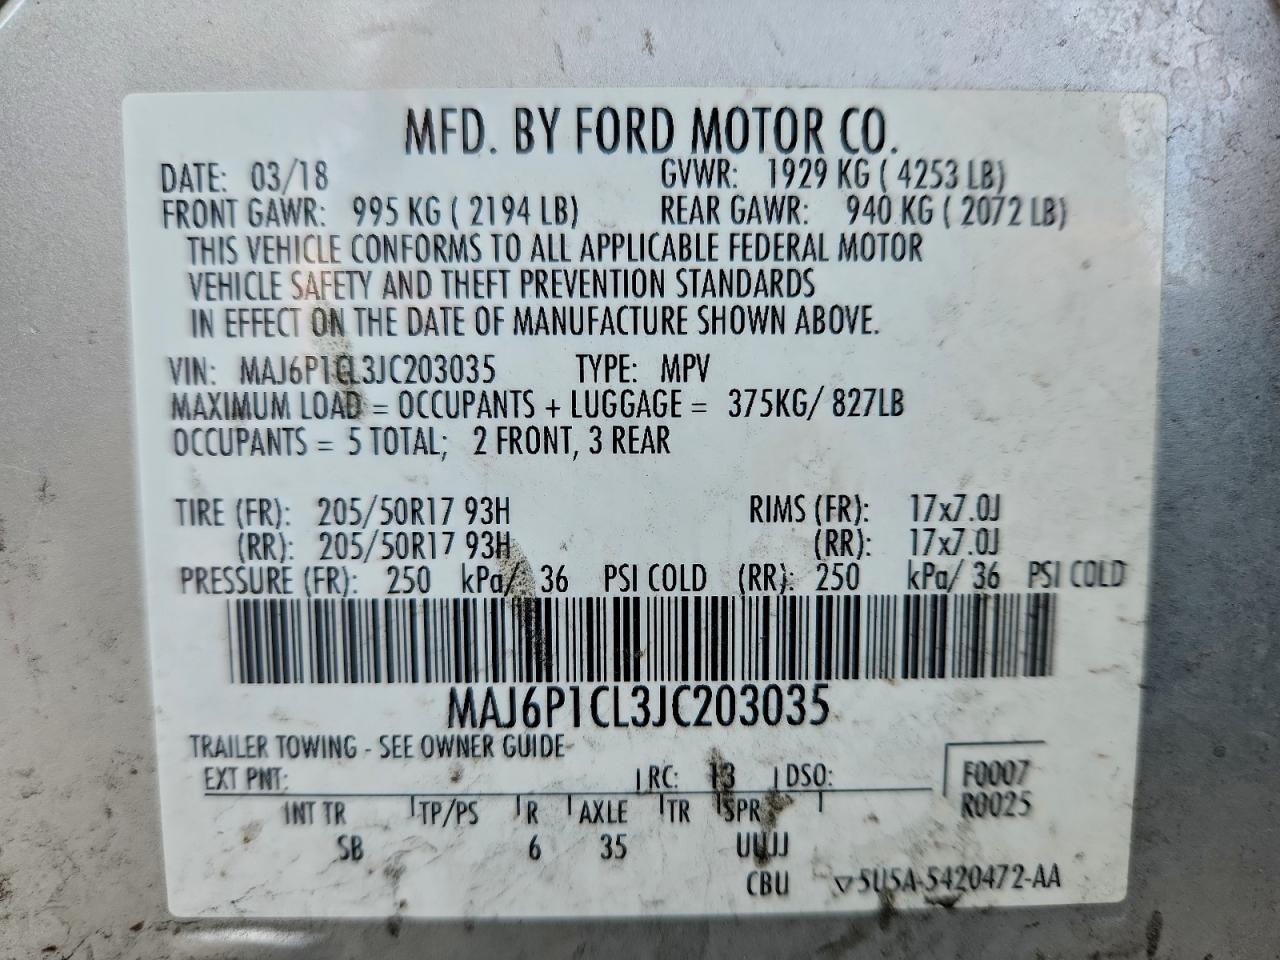 MFD. BY FORD MOTOR CO.
DATE: 03/18 GVWR: 1929 KG ( 4253 LB)
FRONT GAWR: 995 KG ( 2194 LB) REAR GAWR: 940 KG ( 2072 LB)
THIS VEHICLE CONFORMS TO ALL APPLICABLE FEDERAL MOTOR
VEHICLE SAFETY AND THEFT PREVENTION STANDARDS
IN EFFECT ON THE DATE OF MANUFACTURE SHOWN ABOVE.
VIN: MAJ6P1CL3JC203035 TYPE: MPV
MAXIMUM LOAD = OCCUPANTS + LUGGAGE = 375KG/ 827LB
OCCUPANTS = 5 TOTAL; 2 FRONT, 3 REAR
TIRE (FR): 205/50R17 93H RIMS (FR): 17x7.0J
(RR): 205/50R17 93H (RR): 17x7.0J
PRESSURE (FR): 250 kPa/ 36 PSI COLD (RR): 250 kPa/ 36 PSI COLD
MAJ6P1CL3JC203035
TRAILER TOWING - SEE OWNER GUIDE
EXT PNT: RC: 13 DSO: F0007
INT TR TP/PS R AXLE TR SPR R0025
SB 6 35 UUJJ
CBU ▽5U5A-5420472-AA